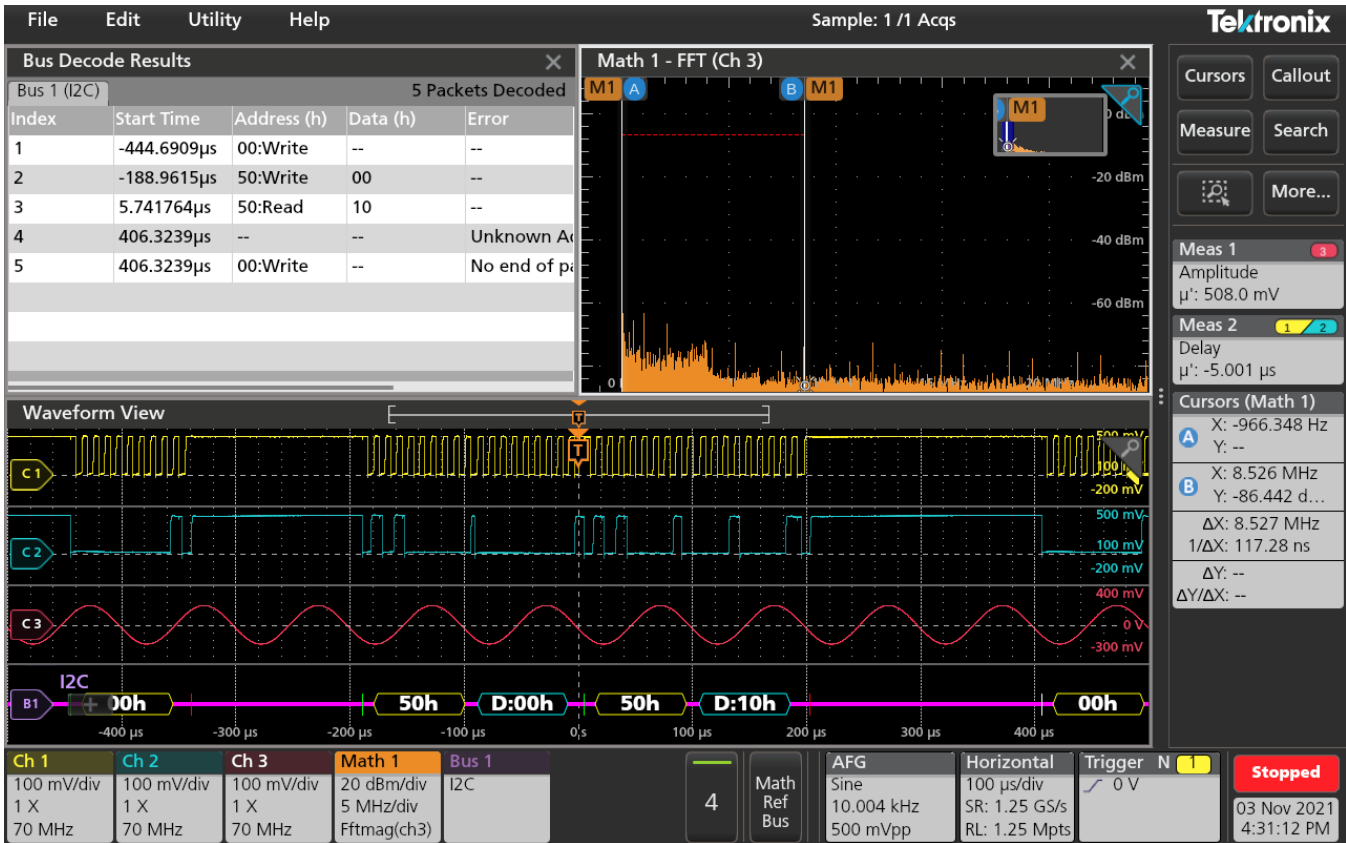 File Edit Utility Help Sample: 1 /1 Acqs Tektronix
Bus Decode Results
Bus 1 (I2C) 5 Packets Decoded
Index Start Time Address (h) Data (h) Error
1 -444.6909µs 00:Write -- --
2 -188.9615µs 50:Write 00 --
3 5.741764µs 50:Read 10 --
4 406.3239µs -- -- Unknown
5 406.3239µs 00:Write -- No end of
Math 1 - FFT (Ch 3)
M1 A B M1
M1
-20 dBm
-40 dBm
-60 dBm
Cursors Callout
Measure Search
More...
Meas 1 3
Amplitude
µ': 508.0 mV
Meas 2 1 2
Delay
µ': -5.001 µs
Cursors (Math 1)
A X: -966.348 Hz
Y: --
B X: 8.526 MHz
Y: -86.442 d...
ΔX: 8.527 MHz
1/ΔX: 117.28 ns
ΔY: --
ΔY/ΔX: --
Waveform View
T
T
C 1
-200 mV
C 2
500 mV
100 mV
-200 mV
C 3
400 mV
0 V
-300 mV
I2C
B1 00h 50h D:00h 50h D:10h 00h
-400 µs -300 µs -200 µs -100 µs 0 s 100 µs 200 µs 300 µs 400 µs
Ch 1
100 mV/div
1 X
70 MHz
Ch 2
100 mV/div
1 X
70 MHz
Ch 3
100 mV/div
1 X
70 MHz
Math 1
20 dBm/div
5 MHz/div
Fftmag(ch3)
Bus 1
I2C
4
Math
Ref
Bus
AFG
Sine
10.004 kHz
500 mVpp
Horizontal
100 µs/div
SR: 1.25 GS/s
RL: 1.25 Mpts
Trigger N 1
0 V
Stopped
03 Nov 2021
4:31:12 PM